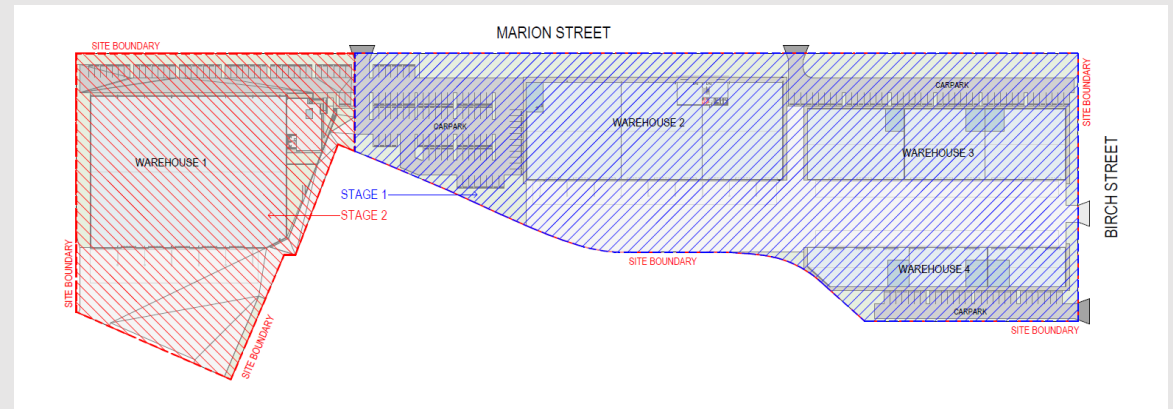 MARION STREET
SITE BOUNDARY
SITE BOUNDARY
CARPARK
CARPARK
WAREHOUSE 1
WAREHOUSE 2
WAREHOUSE 3
BIRCH STREET
STAGE 1
STAGE 2
SITE BOUNDARY
SITE BOUNDARY
WAREHOUSE 4
CARPARK
SITE BOUNDARY
SITE BOUNDARY